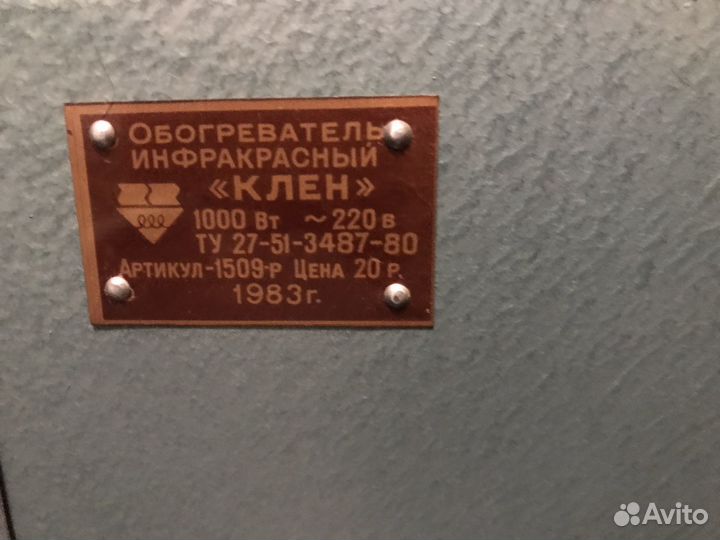 ОБОГРЕВАТЕЛЬ
ИНФРАКРАСНЫЙ
«КЛЕН»
1000 Вт ~220 В
ТУ 27-51-3487-80
АРТИКУЛ-1509-Р ЦЕНА 20 Р.
1983г.
Avito